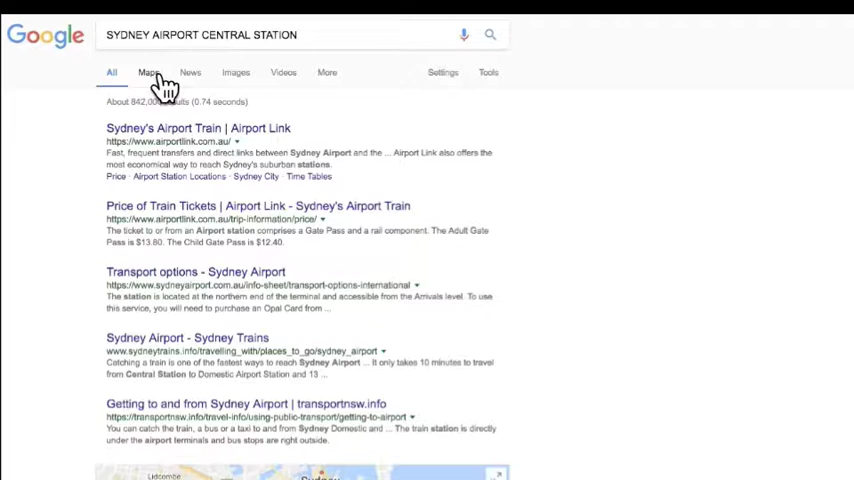 Google
SYDNEY AIRPORT CENTRAL STATION
All Maps News Images Videos More Settings Tools
About 842,00 (0.74 seconds)
Sydney's Airport Train | Airport Link
https://www.airportlink.com.au/
Fast, frequent transfers and direct links between Sydney Airport and the ... Airport Link also offers the
most economical way to reach Sydney's suburban stations.
Price · Airport Station Locations · Sydney City · Time Tables
Price of Train Tickets | Airport Link - Sydney's Airport Train
https://www.airportlink.com.au/trip-information/price/
The ticket to or from an Airport station comprises a Gate Pass and a rail component. The Adult Gate
Pass is $13.80. The Child Gate Pass is $12.40.
Transport options - Sydney Airport
https://www.sydneyairport.com.au/info-sheet/transport-options-international
The station is located at the northern end of the terminal and accessible from the Arrivals level. To use
this service, you will need to purchase an Opal Card from ...
Sydney Airport - Sydney Trains
www.sydneytrains.info/travelling_with/places_to_go/sydney_airport
Catching a train is one of the fastest ways to reach Sydney Airport ... It only takes 10 minutes to travel
from Central Station to Domestic Airport Station and 13 ...
Getting to and from Sydney Airport | transportnsw.info
https://transportnsw.info/travel-info/using-public-transport/getting-to-airport
You can catch the train, a bus or a taxi to and from Sydney Domestic and ... The train station is directly
under the airport terminals and bus stops are right outside.
Lidcombe
Sydney